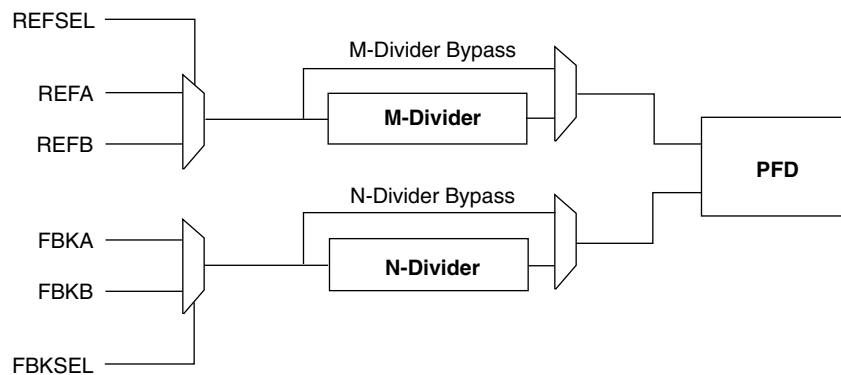 REFSEL
M-Divider Bypass
REFA
M-Divider
REFB
PFD
N-Divider Bypass
FBKA
N-Divider
FBKB
FBKSEL